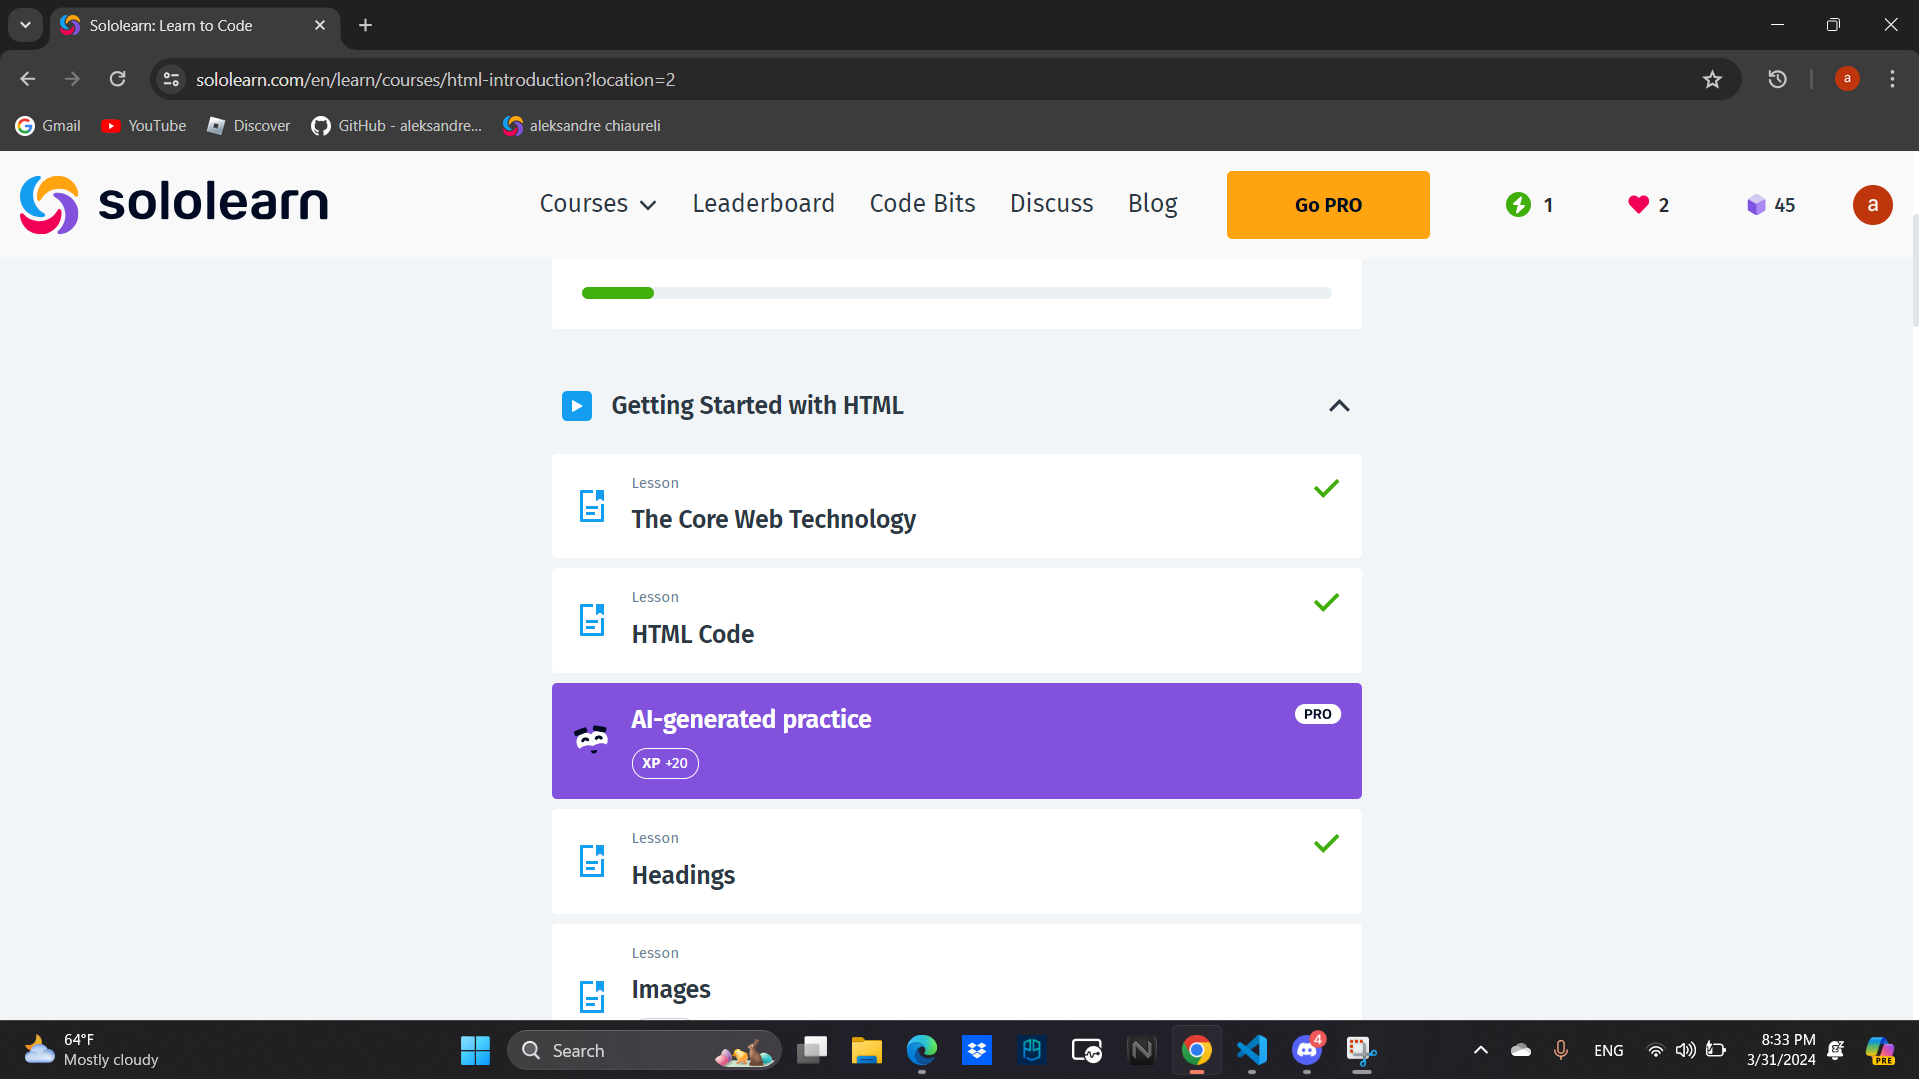 Sololearn: Learn to Code
sololearn.com/en/learn/courses/html-introduction?location=2
a
Gmail
YouTube
Discover
GitHub - aleksandre...
aleksandre chiaureli
sololearn
Courses
Leaderboard
Code Bits
Discuss
Blog
Go PRO
1
2
45
a
Getting Started with HTML
Lesson
The Core Web Technology
Lesson
HTML Code
AI-generated practice
PRO
XP +20
Lesson
Headings
Lesson
Images
64°F
Mostly cloudy
Search
N
4
ENG
8:33 PM
3/31/2024
PRE